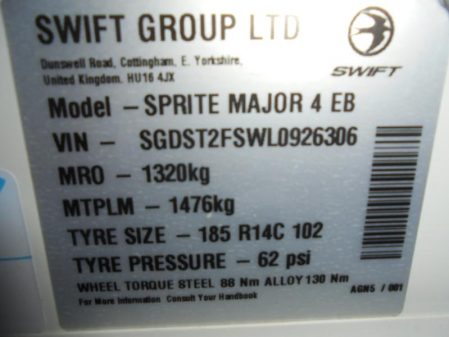 SWIFT GROUP LTD
Dunswell Road, Cottingham, E. Yorkshire,
United Kingdom. HU16 4JX
SWIFT
Model – SPRITE MAJOR 4 EB
VIN – SGDST2FSWL0926306
MRO – 1320kg
MTPLM – 1476kg
TYRE SIZE – 185 R14C 102
TYRE PRESSURE – 62 psi
WHEEL TORQUE STEEL 88 Nm ALLOY 130 Nm
For More Information Consult Your Handbook
AGH5 / 001